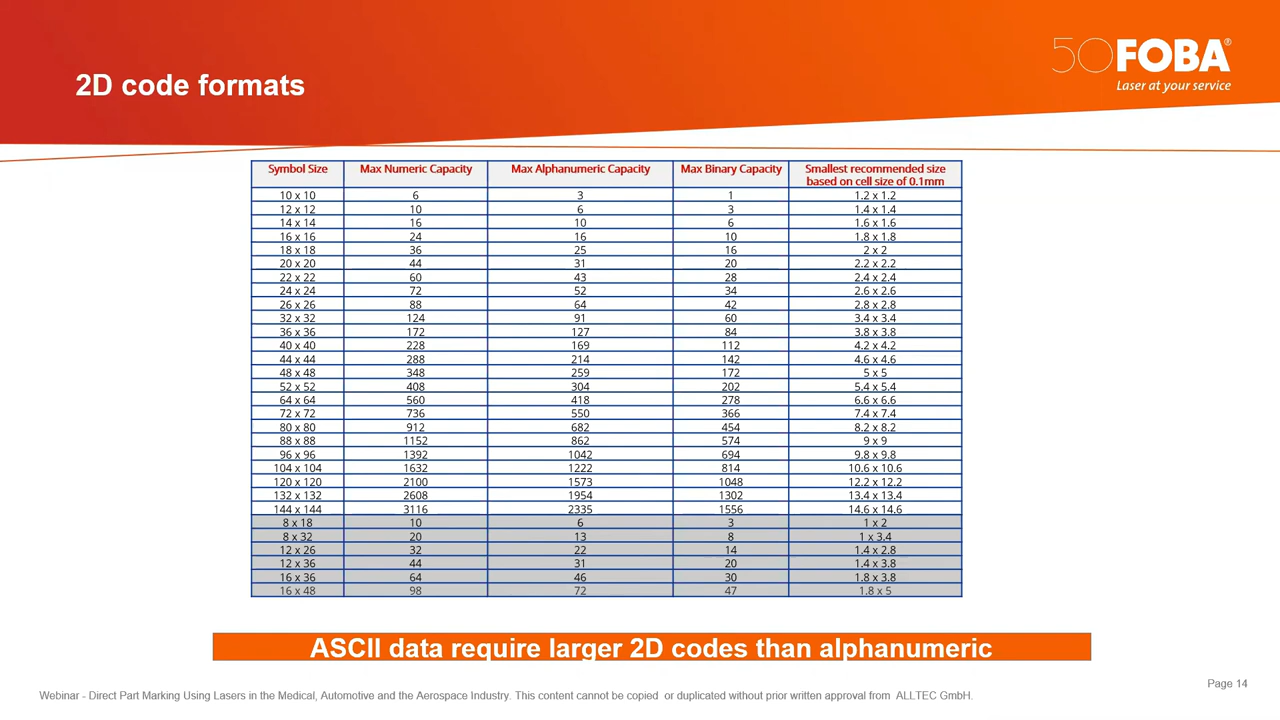 50 FOBA®
Laser at your service
2D code formats
Symbol Size Max Numeric Capacity Max Alphanumeric Capacity Max Binary Capacity Smallest recommended size
based on cell size of 0.1mm
10 x 10 6 3 1 1.2 x 1.2
12 x 12 10 6 3 1.4 x 1.4
14 x 14 16 10 6 1.6 x 1.6
16 x 16 24 16 10 1.8 x 1.8
18 x 18 36 25 16 2 x 2
20 x 20 44 31 20 2.2 x 2.2
22 x 22 60 43 28 2.4 x 2.4
24 x 24 72 52 34 2.6 x 2.6
26 x 26 88 64 42 2.8 x 2.8
32 x 32 124 91 60 3.4 x 3.4
36 x 36 172 127 84 3.8 x 3.8
40 x 40 228 169 112 4.2 x 4.2
44 x 44 288 214 142 4.6 x 4.6
48 x 48 348 259 172 5 x 5
52 x 52 408 304 202 5.4 x 5.4
64 x 64 560 418 278 6.6 x 6.6
72 x 72 736 550 366 7.4 x 7.4
80 x 80 912 682 454 8.2 x 8.2
88 x 88 1152 862 574 9 x 9
96 x 96 1392 1042 694 9.8 x 9.8
104 x 104 1632 1222 814 10.6 x 10.6
120 x 120 2100 1573 1048 12.2 x 12.2
132 x 132 2608 1954 1302 13.4 x 13.4
144 x 144 3116 2335 1556 14.6 x 14.6
8 x 18 10 6 3 1 x 2
8 x 32 20 13 8 1 x 3.4
12 x 26 32 22 14 1.4 x 2.8
12 x 36 44 31 20 1.4 x 3.8
16 x 36 64 46 30 1.8 x 3.8
16 x 48 98 72 47 1.8 x 5
ASCII data require larger 2D codes than alphanumeric
Page 14
Webinar - Direct Part Marking Using Lasers in the Medical, Automotive and the Aerospace Industry. This content cannot be copied or duplicated without prior written approval from ALLTEC GmbH.